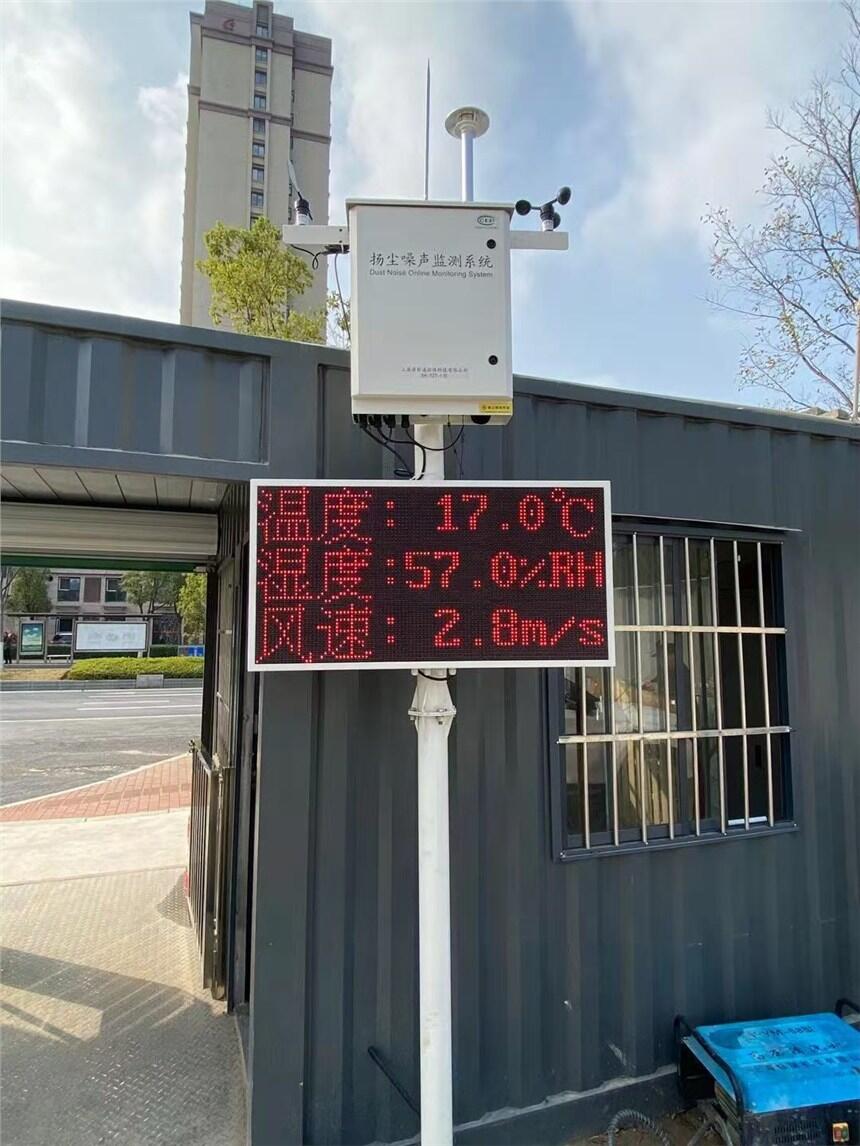 扬尘噪声监测系统
Dust Noise Online Monitoring System
温度: 17.0℃
湿度:57.0%RH
风速: 2.8m/s